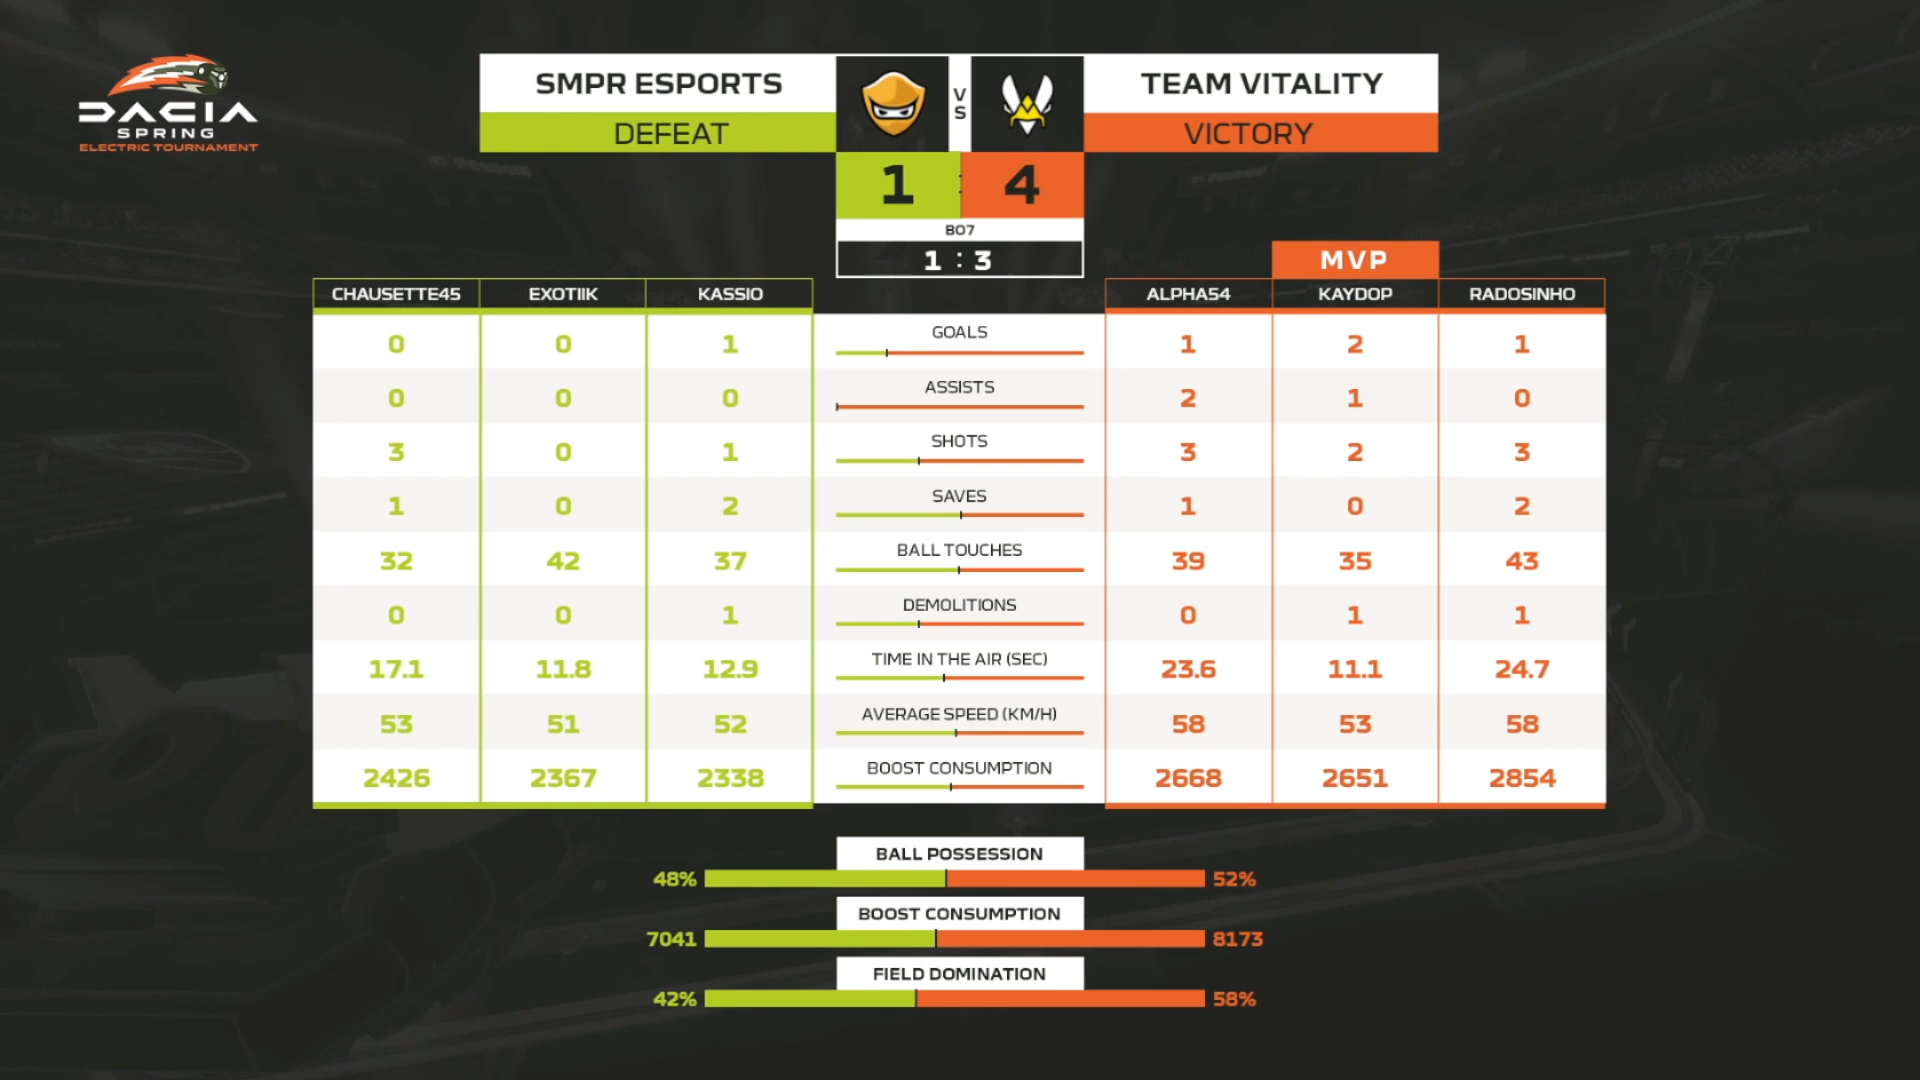 DACIA
SPRING
ELECTRIC TOURNAMENT
SMPR ESPORTS VS TEAM VITALITY
DEFEAT VICTORY
1 : 4
BO7
1 : 3
MVP
CHAUSETTE45 EXOTIIK KASSIO ALPHA54 KAYDOP RADOSINHO
0 0 1 GOALS 1 2 1
0 0 0 ASSISTS 2 1 0
3 0 1 SHOTS 3 2 3
1 0 2 SAVES 1 0 2
32 42 37 BALL TOUCHES 39 35 43
0 0 1 DEMOLITIONS 0 1 1
17.1 11.8 12.9 TIME IN THE AIR (SEC) 23.6 11.1 24.7
53 51 52 AVERAGE SPEED (KM/H) 58 53 58
2426 2367 2338 BOOST CONSUMPTION 2668 2651 2854
BALL POSSESSION
48% 52%
BOOST CONSUMPTION
7041 8173
FIELD DOMINATION
42% 58%